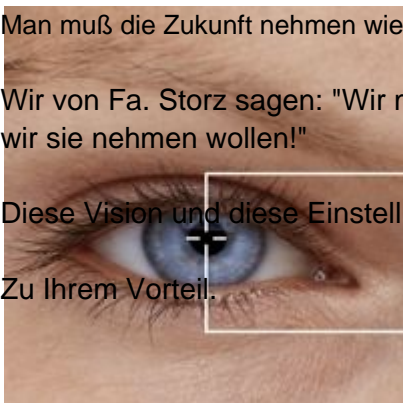 Man muß die Zukunft nehmen wie
Wir von Fa. Storz sagen: "Wir
wir sie nehmen wollen!"
Diese Vision und diese Einstell
Zu Ihrem Vorteil.